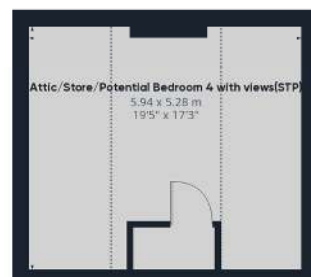 Attic/Store/Potential Bedroom 4 with views(STP)
5.94 x 5.28 m
19'5" x 17'3"